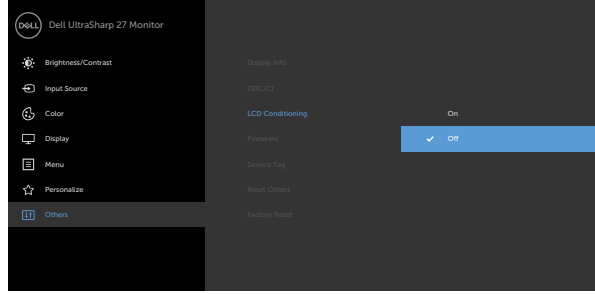 DELL Dell UltraSharp 27 Monitor
Brightness/Contrast
Input Source
Color
Display
Menu
Personalize
Others
Display Info
DDC/CI
LCD Conditioning
Firmware
Service Tag
Reset Others
Factory Reset
On
Off